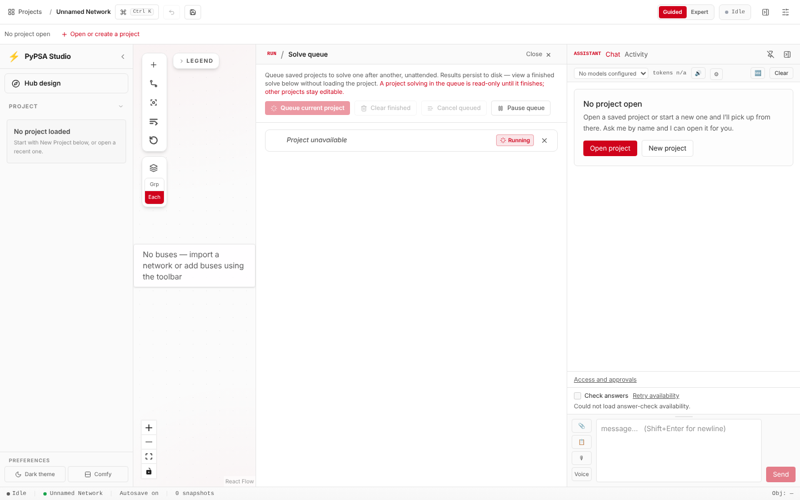 Projects / Unnamed Network Ctrl K Guided Expert Idle
No project open + Open or create a project
PyPSA Studio
Hub design
PROJECT
No project loaded
Start with New Project below, or open a
recent one.
PREFERENCES
Dark theme Comfy
LEGEND
Grp
Each
No buses — import a
network or add buses using
the toolbar
React Flow
RUN / Solve queue Close ×
Queue saved projects to solve one after another, unattended. Results persist to disk — view a finished
solve below without loading the project. A project solving in the queue is read-only until it finishes;
other projects stay editable.
Queue current project Clear finished Cancel queued Pause queue
Project unavailable Running
ASSISTANT Chat Activity
No models configured tokens n/a Clear
No project open
Open a saved project or start a new one and I'll pick up from
there. Ask me by name and I can open it for you.
Open project New project
Access and approvals
Check answers Retry availability
Could not load answer-check availability.
message... (Shift+Enter for newline)
Voice
Send
Idle Unnamed Network Autosave on 0 snapshots Obj: —